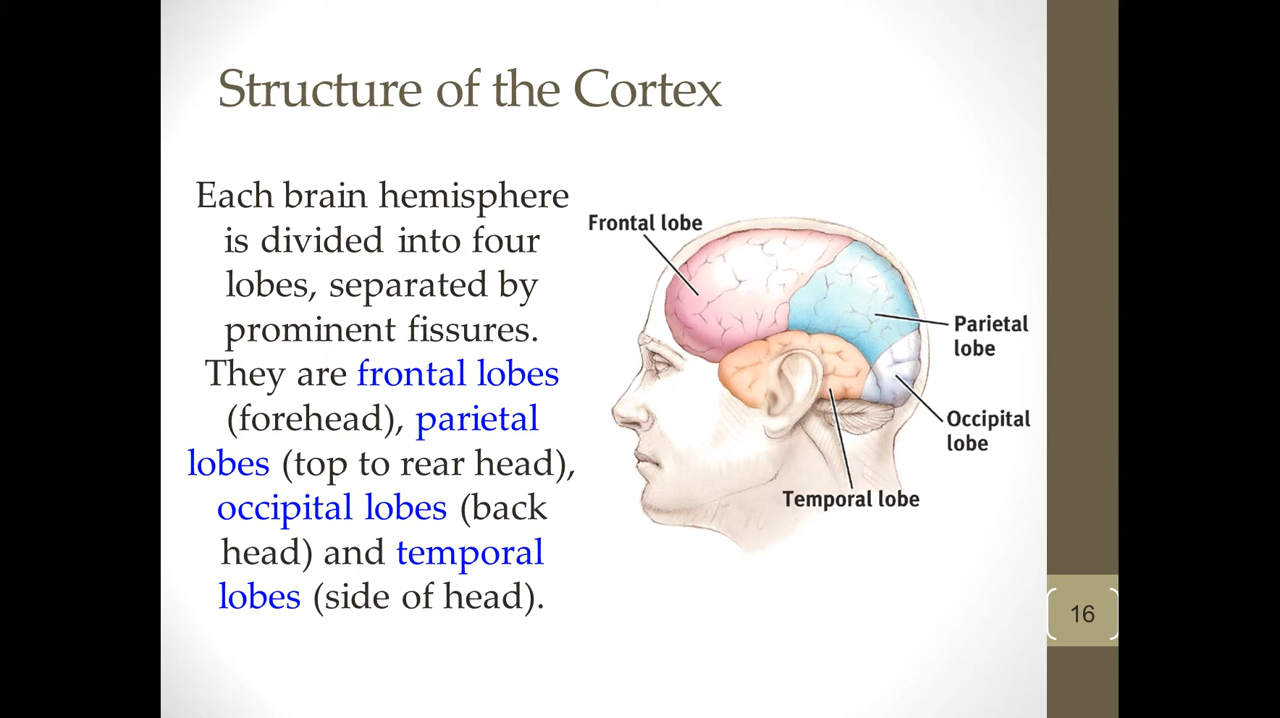 Structure of the Cortex
Each brain hemisphere
is divided into four
lobes, separated by
prominent fissures.
They are frontal lobes
(forehead), parietal
lobes (top to rear head),
occipital lobes (back
head) and temporal
lobes (side of head).
Frontal lobe
Parietal
lobe
Occipital
lobe
Temporal lobe
16